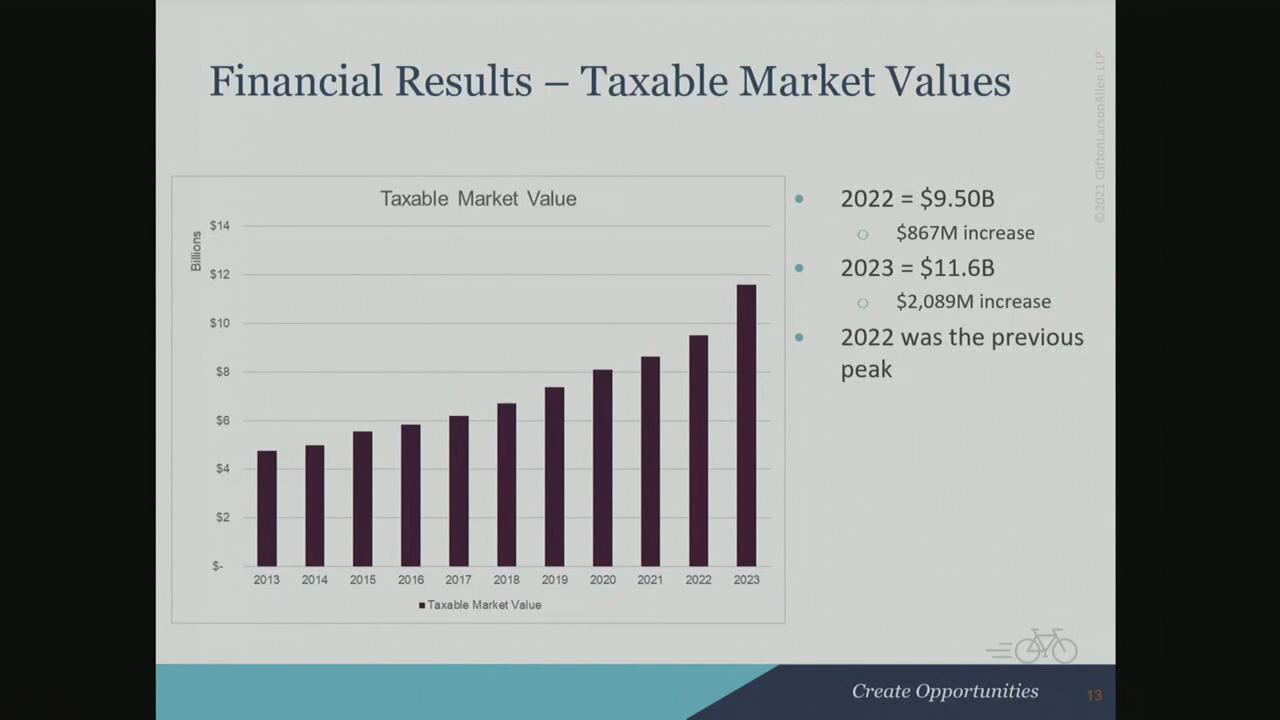 Financial Results – Taxable Market Values
©2021 CliftonLarsonAllen LLP
Taxable Market Value
Billions
$14
$12
$10
$8
$6
$4
$2
$-
2013 2014 2015 2016 2017 2018 2019 2020 2021 2022 2023
Taxable Market Value
• 2022 = $9.50B
○ $867M increase
• 2023 = $11.6B
○ $2,089M increase
• 2022 was the previous
peak
Create Opportunities
13